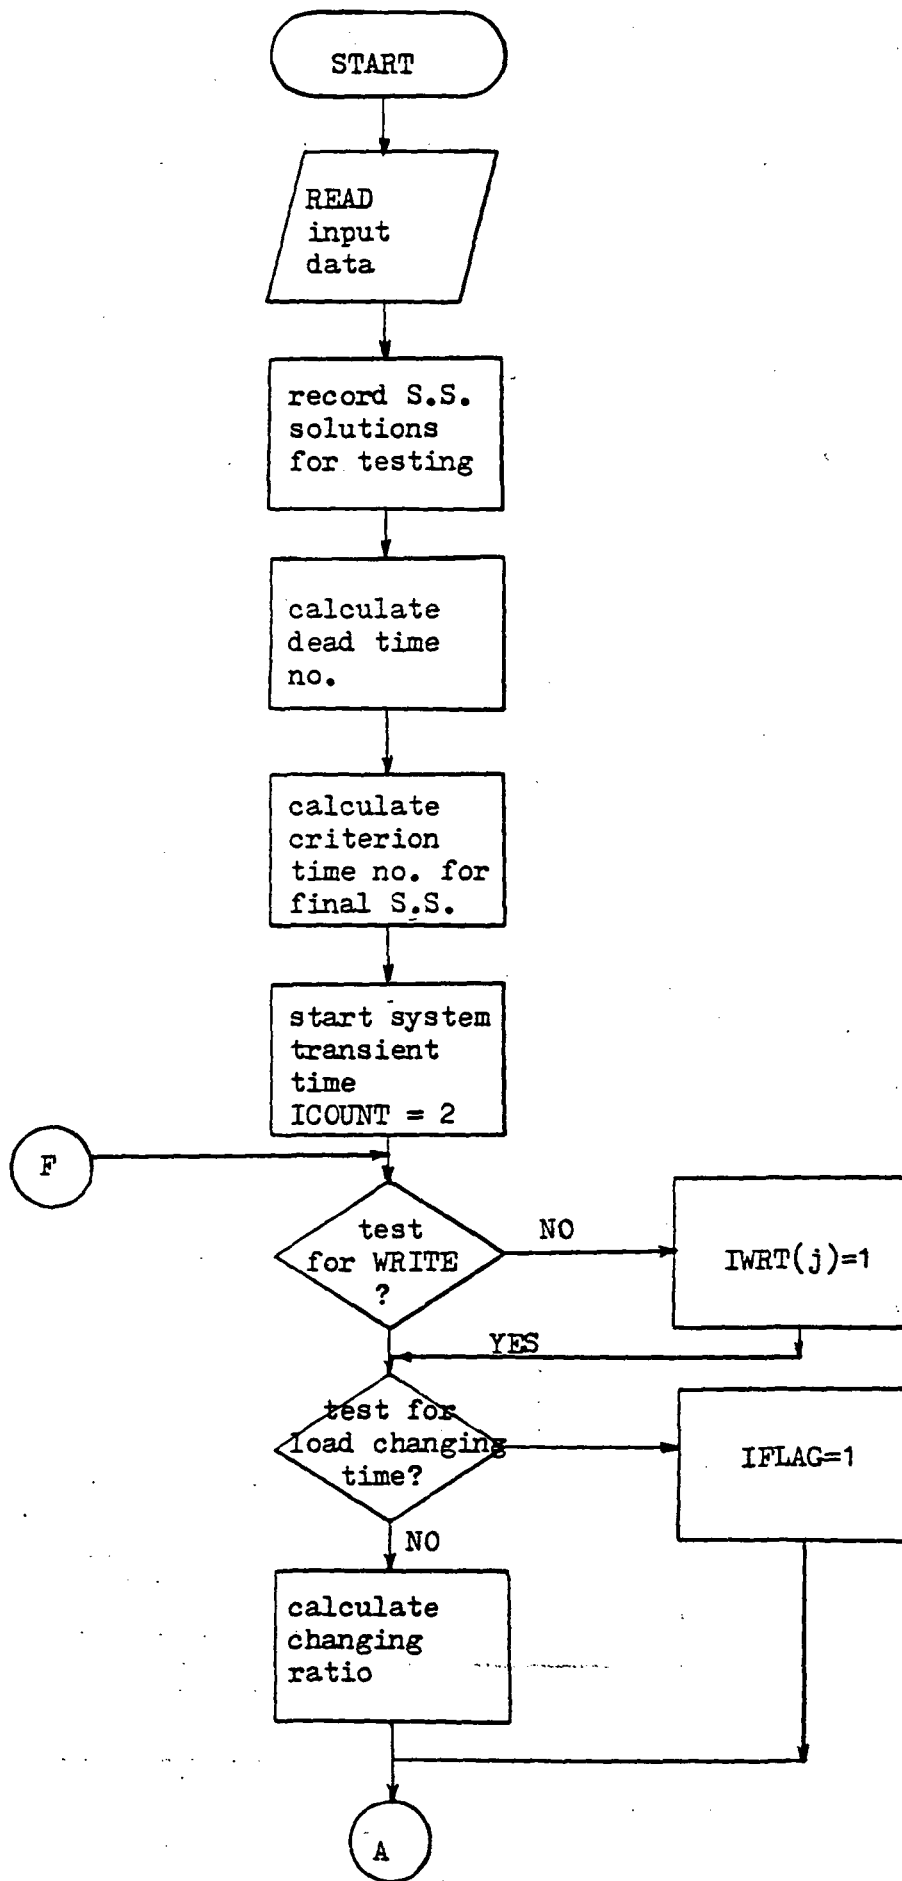 START
READ
input
data
record S.S.
solutions
for testing
calculate
dead time
no.
calculate
criterion
time no. for
final S.S.
start system
transient
time
ICOUNT = 2
F
test
for WRITE
?
NO
IWRT(j)=1
YES
test for
load changing
time?
IFLAG=1
NO
calculate
changing
ratio
A